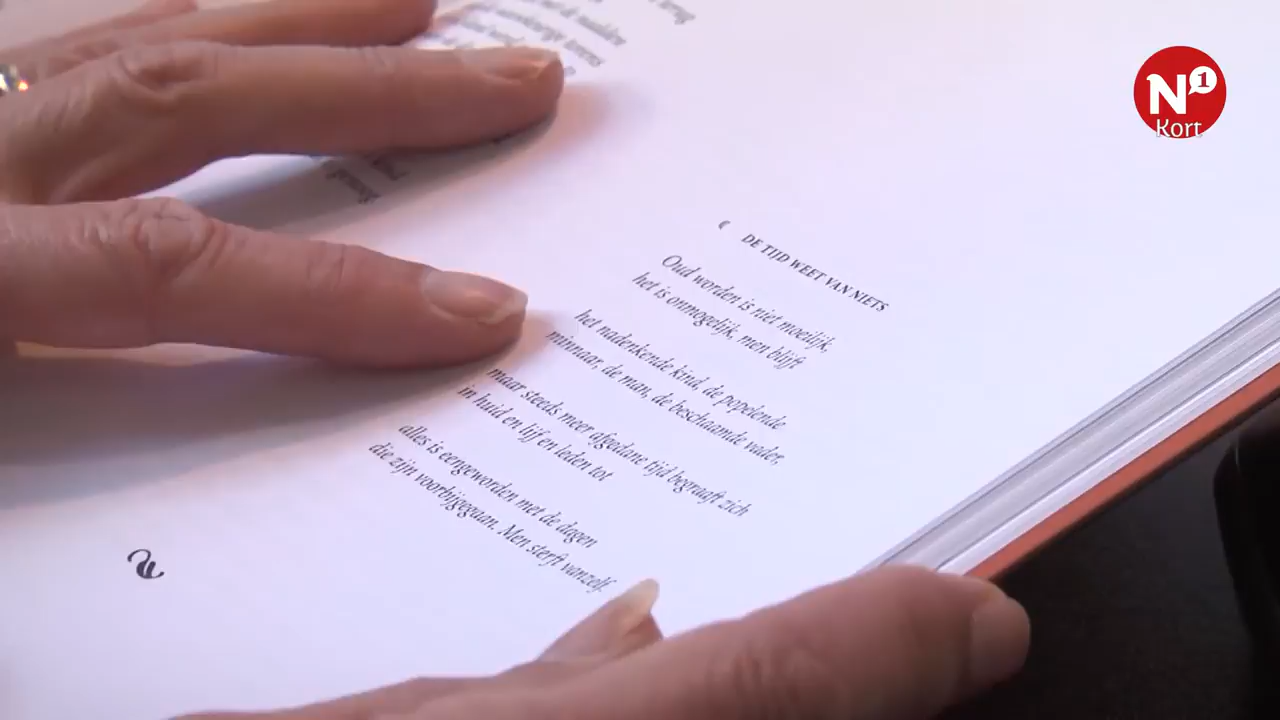 N1
Kort
DE TIJD WEET VAN NIETS
Oud worden is niet moeilijk,
het is onmogelijk, men blijft
het nadenkende kind, de popelende
minnaar, de man, de beschaamde vader,
maar steeds meer afgedane tijd begraaft zich
in huid en lijf en leden tot
alles is eengeworden met de dagen
die zijn voorbijgegaan. Men sterft vanzelf.